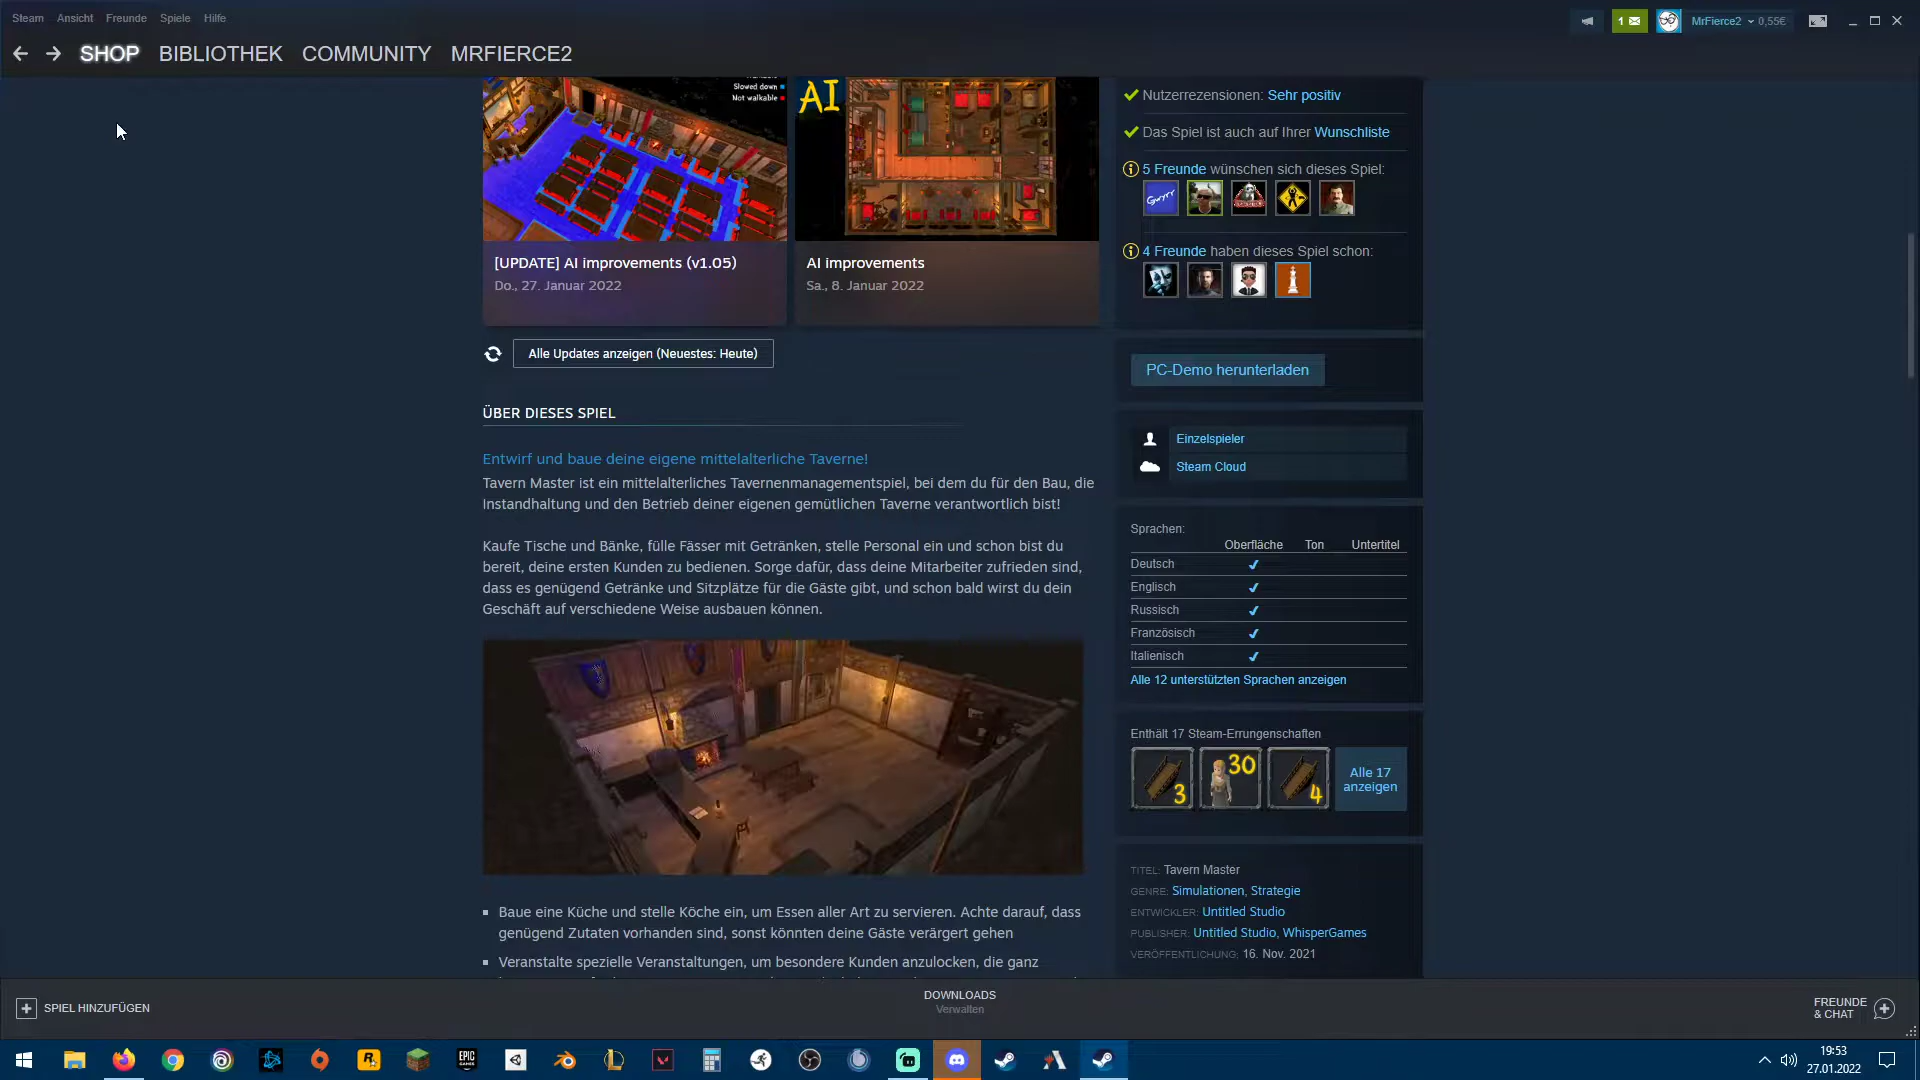 Steam Ansicht Freunde Spiele Hilfe
1
MrFierce2 0,55€
SHOP BIBLIOTHEK COMMUNITY MRFIERCE2
Slowed down
Not walkable
AI
[UPDATE] AI improvements (v1.05)
Do., 27. Januar 2022
AI improvements
Sa., 8. Januar 2022
Alle Updates anzeigen (Neuestes: Heute)
ÜBER DIESES SPIEL
Entwirf und baue deine eigene mittelalterliche Taverne!
Tavern Master ist ein mittelalterliches Tavernenmanagementspiel, bei dem du für den Bau, die
Instandhaltung und den Betrieb deiner eigenen gemütlichen Taverne verantwortlich bist!
Kaufe Tische und Bänke, fülle Fässer mit Getränken, stelle Personal ein und schon bist du
bereit, deine ersten Kunden zu bedienen. Sorge dafür, dass deine Mitarbeiter zufrieden sind,
dass es genügend Getränke und Sitzplätze für die Gäste gibt, und schon bald wirst du dein
Geschäft auf verschiedene Weise ausbauen können.
Baue eine Küche und stelle Köche ein, um Essen aller Art zu servieren. Achte darauf, dass
genügend Zutaten vorhanden sind, sonst könnten deine Gäste verärgert gehen
Veranstalte spezielle Veranstaltungen, um besondere Kunden anzulocken, die ganz
Nutzerrezensionen: Sehr positiv
Das Spiel ist auch auf Ihrer Wunschliste
5 Freunde wünschen sich dieses Spiel:
Gwyrr
4 Freunde haben dieses Spiel schon:
PC-Demo herunterladen
Einzelspieler
Steam Cloud
Sprachen:
Oberfläche Ton Untertitel
Deutsch
Englisch
Russisch
Französisch
Italienisch
Alle 12 unterstützten Sprachen anzeigen
Enthält 17 Steam-Errungenschaften
3
30
4
Alle 17
anzeigen
TITEL: Tavern Master
GENRE: Simulationen, Strategie
ENTWICKLER: Untitled Studio
PUBLISHER: Untitled Studio, WhisperGames
VERÖFFENTLICHUNG: 16. Nov. 2021
SPIEL HINZUFÜGEN
DOWNLOADS
Verwalten
FREUNDE
& CHAT
EPIC
GAMES
19:53
27.01.2022